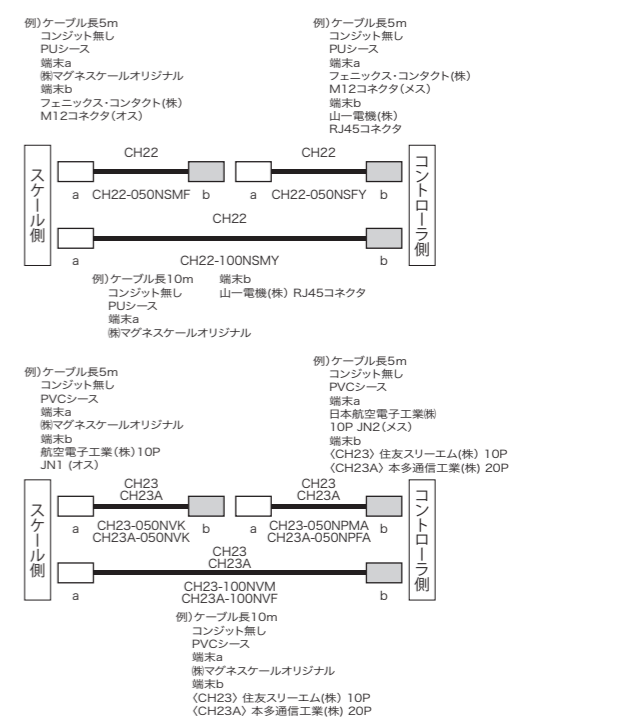 例）ケーブル長5m
コンジット無し
PUシース
端末a
㈱マグネスケールオリジナル
端末b
フェニックス・コンタクト(株)
M12コネクタ(オス)
例）ケーブル長5m
コンジット無し
PUシース
端末a
フェニックス・コンタクト(株)
M12コネクタ(メス)
端末b
山一電機(株)
RJ45コネクタ
スケール側
CH22
a CH22-050NSMF b
CH22
a CH22-050NSFY b
コントローラ側
CH22
a CH22-100NSMY b
例）ケーブル長10m
コンジット無し
PUシース
端末a
㈱マグネスケールオリジナル
端末b
山一電機(株) RJ45コネクタ
例）ケーブル長5m
コンジット無し
PVCシース
端末a
㈱マグネスケールオリジナル
端末b
航空電子工業(株)10P
JN1 (オス)
例）ケーブル長5m
コンジット無し
PVCシース
端末a
日本航空電子工業㈱
10P JN2(メス)
端末b
〈CH23〉 住友スリーエム(株) 10P
〈CH23A〉 本多通信工業(株) 20P
スケール側
CH23
CH23A
a CH23-050NVK b
CH23A-050NVK
CH23
CH23A
a CH23-050NPMA b
CH23A-050NPFA
コントローラ側
CH23
CH23A
a CH23-100NVM b
CH23A-100NVF
例）ケーブル長10m
コンジット無し
PVCシース
端末a
㈱マグネスケールオリジナル
端末b
〈CH23〉 住友スリーエム(株) 10P
〈CH23A〉 本多通信工業(株) 20P